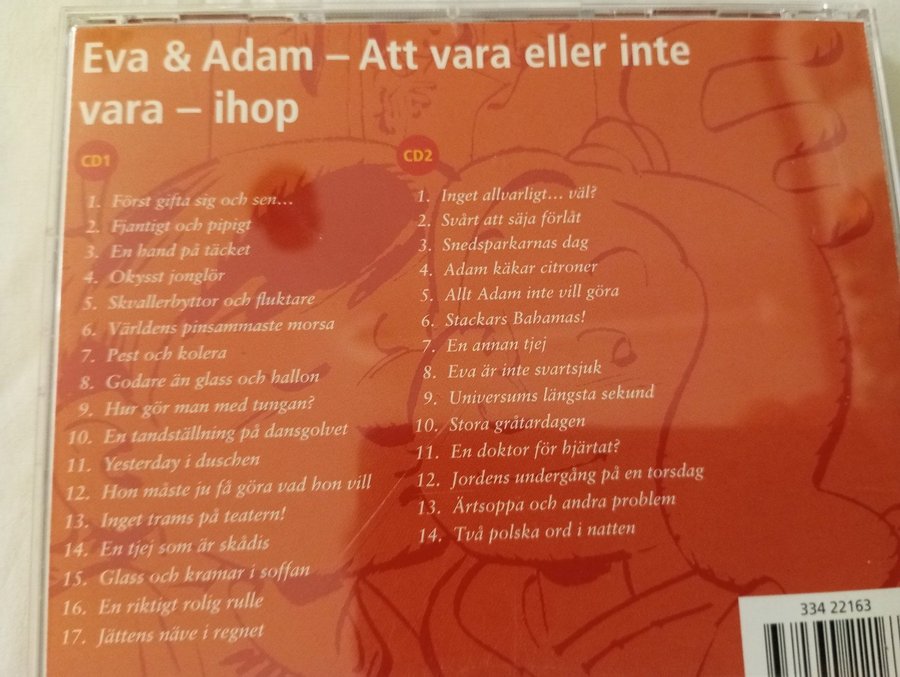 Eva & Adam – Att vara eller inte
vara – ihop
CD1
1. Först gifta sig och sen...
2. Fjantigt och pipigt
3. En hand på täcket
4. Okysst jonglör
5. Skvallerbyttor och fluktare
6. Världens pinsammaste morsa
7. Pest och kolera
8. Godare än glass och hallon
9. Hur gör man med tungan?
10. En tandställning på dansgolvet
11. Yesterday i duschen
12. Hon måste ju få göra vad hon vill
13. Inget trams på teatern!
14. En tjej som är skådis
15. Glass och kramar i soffan
16. En riktigt rolig rulle
17. Jättens näve i regnet
CD2
1. Inget allvarligt... väl?
2. Svårt att säja förlåt
3. Snedsparkarnas dag
4. Adam käkar citroner
5. Allt Adam inte vill göra
6. Stackars Bahamas!
7. En annan tjej
8. Eva är inte svartsjuk
9. Universums längsta sekund
10. Stora gråtardagen
11. En doktor för hjärtat?
12. Jordens undergång på en torsdag
13. Ärtsoppa och andra problem
14. Två polska ord i natten
334 22163